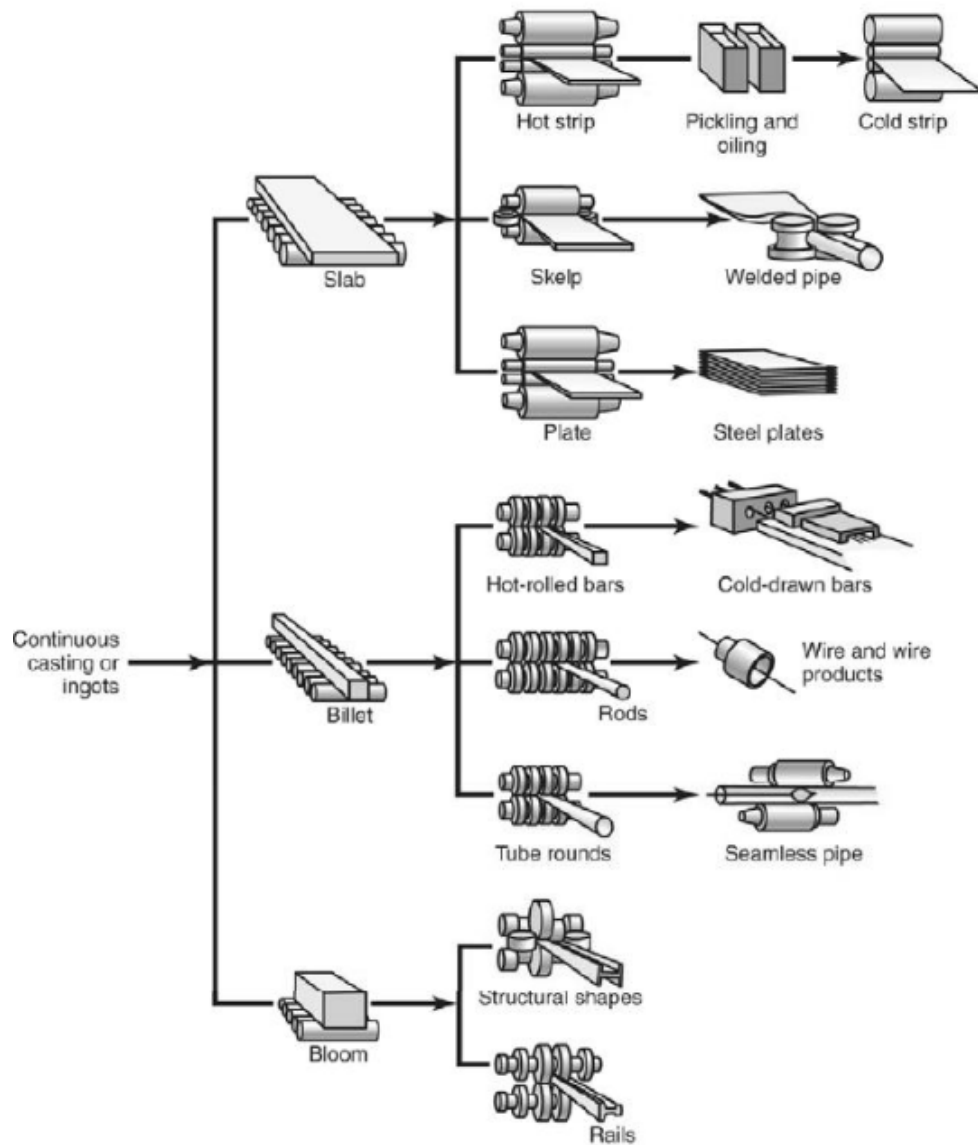 Hot strip
Pickling and
oiling
Cold strip
Slab
Skelp
Welded pipe
Plate
Steel plates
Hot-rolled bars
Cold-drawn bars
Continuous
casting or
ingots
Billet
Rods
Wire and wire
products
Tube rounds
Seamless pipe
Structural shapes
Bloom
Rails